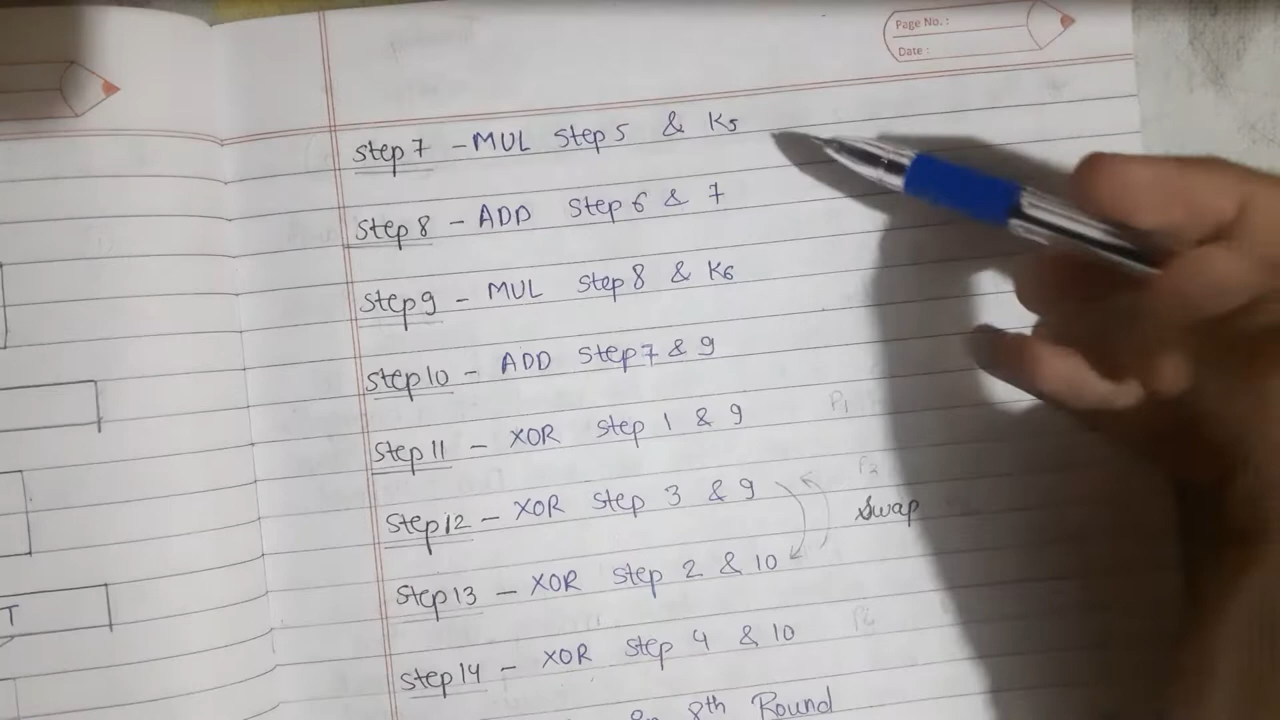 Page No. :
Date :
Step 7 - MUL Step 5 & K5
Step 8 - ADD Step 6 & 7
Step 9 - MUL Step 8 & K6
Step 10 - ADD Step 7 & 9
Step 11 - XOR Step 1 & 9 P1
Step 12 - XOR Step 3 & 9
Swap
Step 13 - XOR Step 2 & 10
Step 14 - XOR Step 4 & 10
8th Round
T